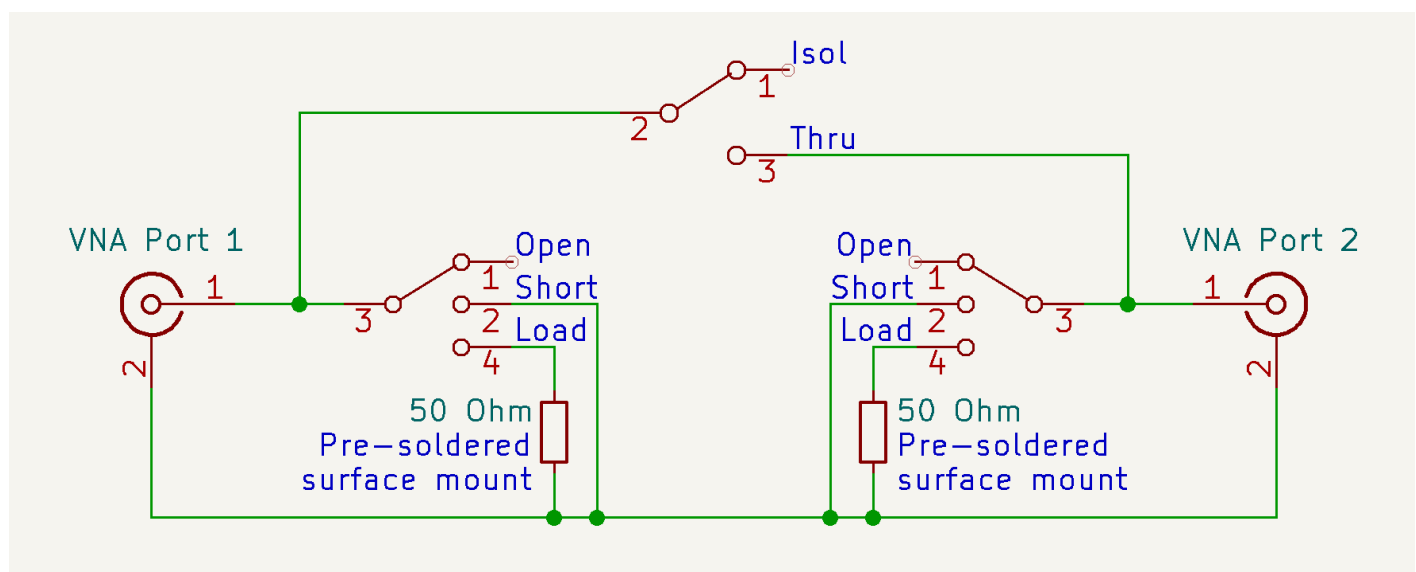 Isol
1
2
Thru
3
VNA Port 1
VNA Port 2
Open
Open
1
1
1
1
Short
Short
3
2
2
3
Load
Load
2
4
4
2
50 Ohm
50 Ohm
Pre-soldered
surface mount
Pre-soldered
surface mount